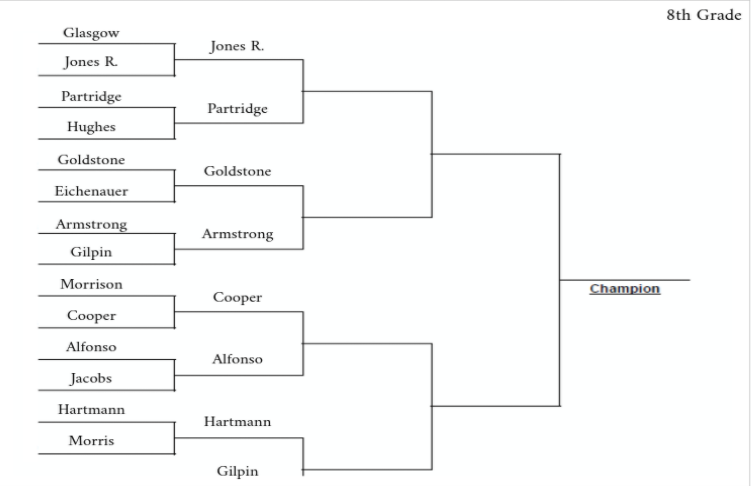 8th Grade
Glasgow
Jones R.
Jones R.
Partridge
Partridge
Hughes
Goldstone
Goldstone
Eichenauer
Armstrong
Armstrong
Gilpin
Morrison
Cooper
Cooper
Champion
Alfonso
Alfonso
Jacobs
Hartmann
Hartmann
Morris
Gilpin